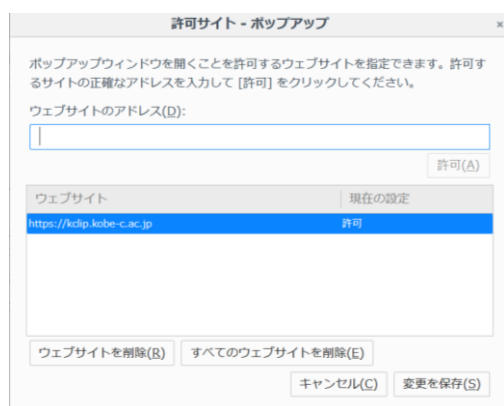 許可サイト - ポップアップ
×
ポップアップウィンドウを開くことを許可するウェブサイトを指定できます。許可す
るサイトの正確なアドレスを入力して [許可] をクリックしてください。
ウェブサイトのアドレス(D):
許可(A)
ウェブサイト 現在の設定
https://kclip.kobe-c.ac.jp 許可
ウェブサイトを削除(R) すべてのウェブサイトを削除(E)
キャンセル(C) 変更を保存(S)